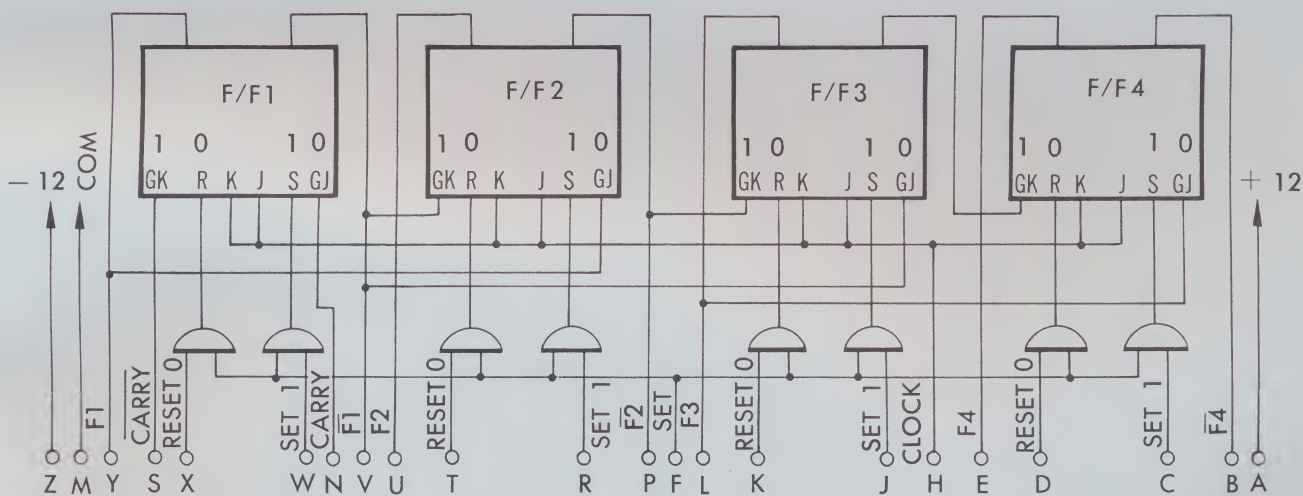 F/F1 F/F2 F/F3 F/F4
1 0 1 0 1 0 1 0 1 0 1 0 1 0 1 0
GK R K J S GJ GK R K J S GJ GK R K J S GJ GK R K J S GJ
− 12
COM
+ 12
F1
CARRY
RESET 0
SET 1
CARRY
F1
F2
RESET 0
SET 1
F2
SET
F3
RESET 0
SET 1
CLOCK
F4
RESET 0
SET 1
F4
Z M Y S X W N V U T R P F L K J H E D C B A